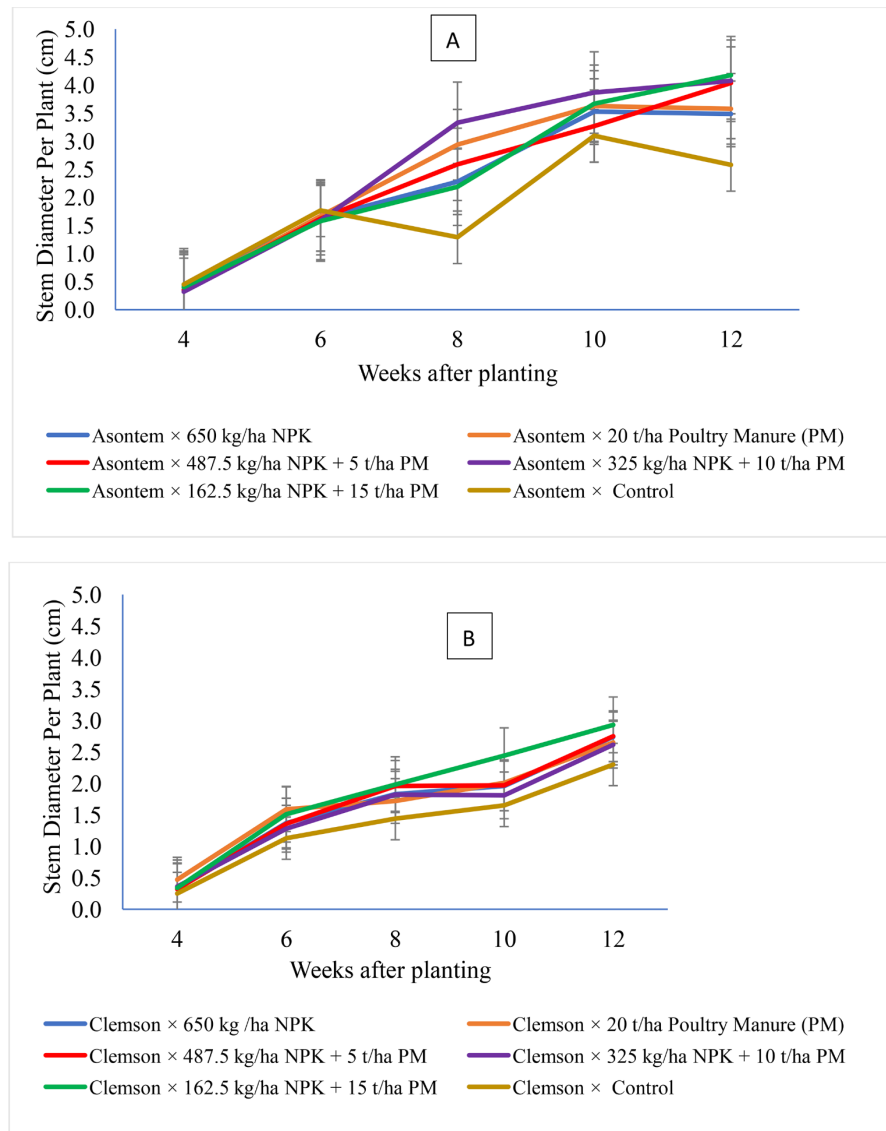 A
Stem Diameter Per Plant (cm)
5.0
4.5
4.0
3.5
3.0
2.5
2.0
1.5
1.0
0.5
0.0
4 6 8 10 12
Weeks after planting
Asontem × 650 kg/ha NPK
Asontem × 20 t/ha Poultry Manure (PM)
Asontem × 487.5 kg/ha NPK + 5 t/ha PM
Asontem × 325 kg/ha NPK + 10 t/ha PM
Asontem × 162.5 kg/ha NPK + 15 t/ha PM
Asontem × Control
B
Stem Diameter Per Plant (cm)
5.0
4.5
4.0
3.5
3.0
2.5
2.0
1.5
1.0
0.5
0.0
4 6 8 10 12
Weeks after planting
Clemson × 650 kg /ha NPK
Clemson × 20 t/ha Poultry Manure (PM)
Clemson × 487.5 kg/ha NPK + 5 t/ha PM
Clemson × 325 kg/ha NPK + 10 t/ha PM
Clemson × 162.5 kg/ha NPK + 15 t/ha PM
Clemson × Control